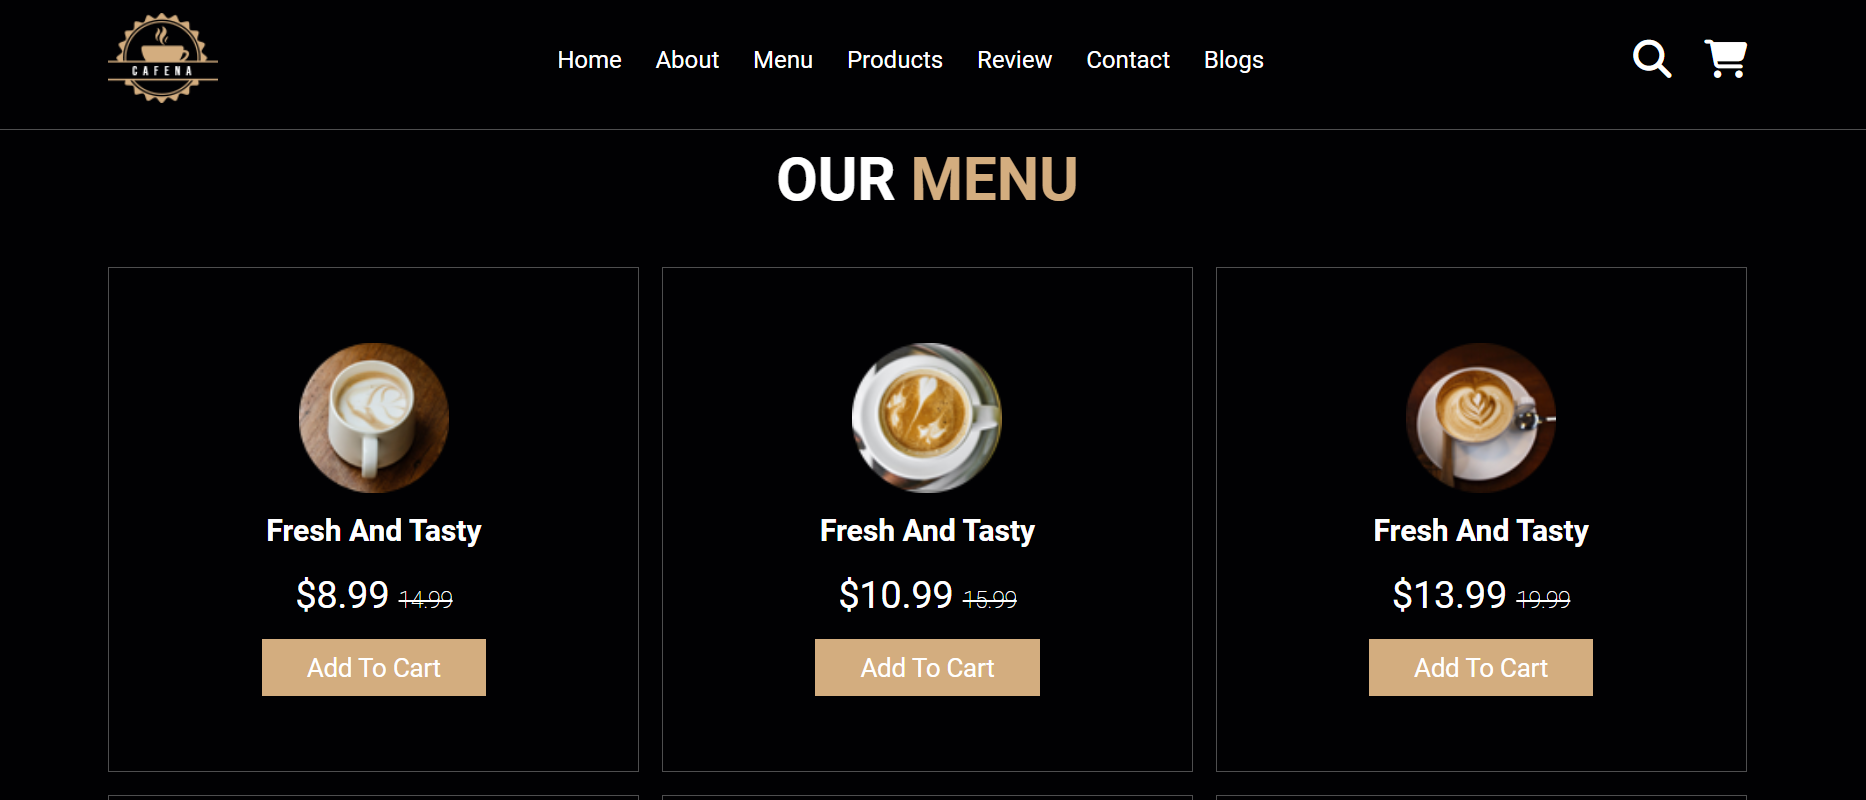 CAFENA
Home About Menu Products Review Contact Blogs
OUR MENU
Fresh And Tasty
$8.99 14.99
Add To Cart
Fresh And Tasty
$10.99 15.99
Add To Cart
Fresh And Tasty
$13.99 19.99
Add To Cart